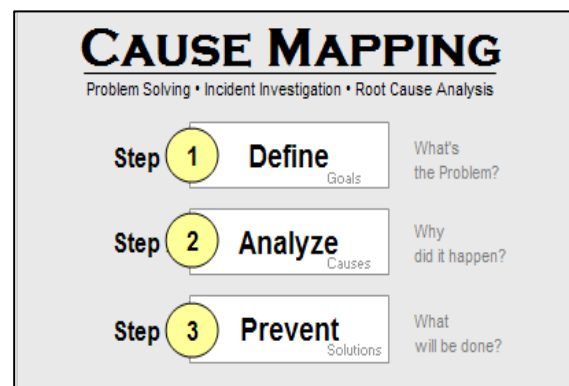 CAUSE MAPPING
Problem Solving • Incident Investigation • Root Cause Analysis
Step 1 Define
Goals
What's
the Problem?
Step 2 Analyze
Causes
Why
did it happen?
Step 3 Prevent
Solutions
What
will be done?